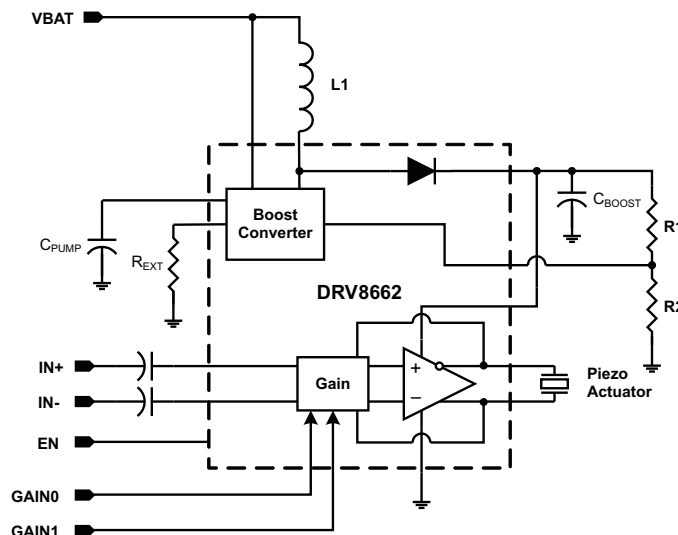 VBAT
L1
Boost
Converter
CBOOST
R1
CPUMP
REXT
R2
DRV8662
IN+
Gain
+
−
Piezo
Actuator
IN-
EN
GAIN0
GAIN1